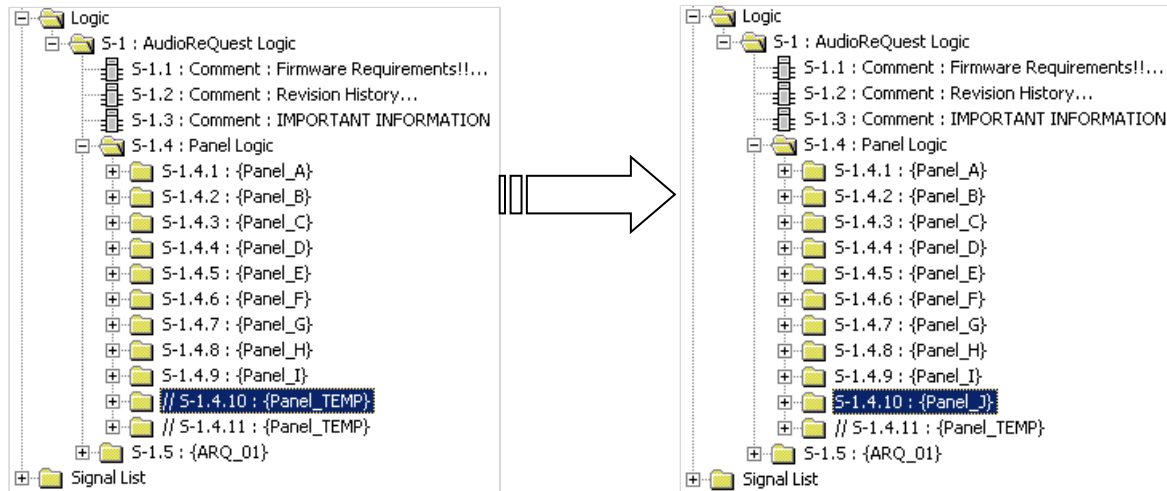 Logic
S-1 : AudioReQuest Logic
S-1.1 : Comment : Firmware Requirements!!...
S-1.2 : Comment : Revision History...
S-1.3 : Comment : IMPORTANT INFORMATION
S-1.4 : Panel Logic
S-1.4.1 : {Panel_A}
S-1.4.2 : {Panel_B}
S-1.4.3 : {Panel_C}
S-1.4.4 : {Panel_D}
S-1.4.5 : {Panel_E}
S-1.4.6 : {Panel_F}
S-1.4.7 : {Panel_G}
S-1.4.8 : {Panel_H}
S-1.4.9 : {Panel_I}
// S-1.4.10 : {Panel_TEMP}
// S-1.4.11 : {Panel_TEMP}
S-1.5 : {ARQ_01}
Signal List
Logic
S-1 : AudioReQuest Logic
S-1.1 : Comment : Firmware Requirements!!...
S-1.2 : Comment : Revision History...
S-1.3 : Comment : IMPORTANT INFORMATION
S-1.4 : Panel Logic
S-1.4.1 : {Panel_A}
S-1.4.2 : {Panel_B}
S-1.4.3 : {Panel_C}
S-1.4.4 : {Panel_D}
S-1.4.5 : {Panel_E}
S-1.4.6 : {Panel_F}
S-1.4.7 : {Panel_G}
S-1.4.8 : {Panel_H}
S-1.4.9 : {Panel_I}
S-1.4.10 : {Panel_J}
// S-1.4.11 : {Panel_TEMP}
S-1.5 : {ARQ_01}
Signal List